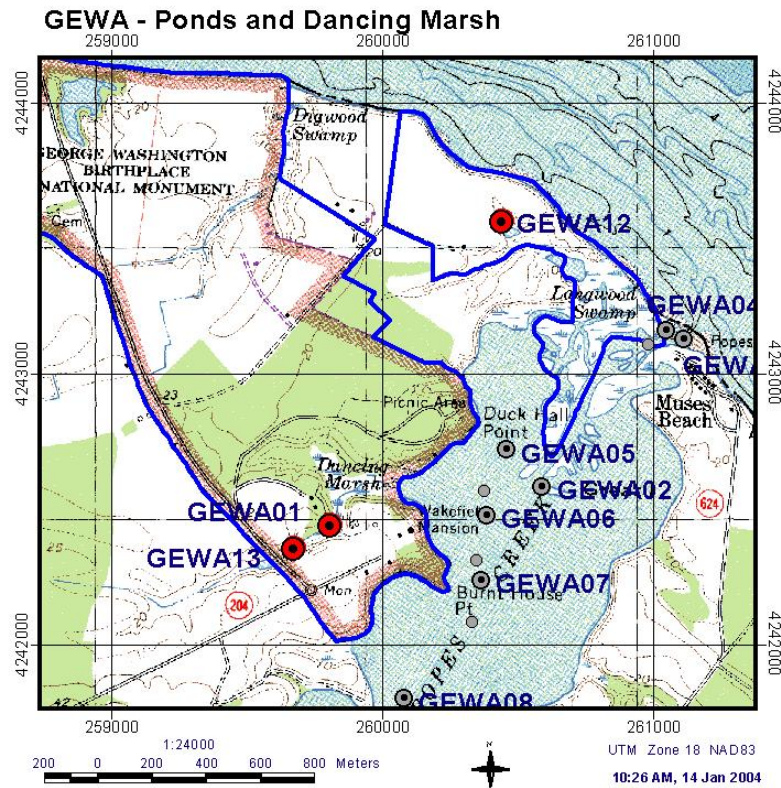 GEWA - Ponds and Dancing Marsh
259000
260000
261000
4244000
4244000
Digwood
Swamp
GEORGE WASHINGTON
BIRTHPLACE
NATIONAL MONUMENT
Cem
GEWA12
Langwood
Swamp
GEWA04
Popes
GEWA
4243000
4243000
23
Picnic Area
Duck Hall
Point
Muses
Beach
GEWA05
Dancing
Marsh
GEWA02
GEWA01
Wakefield
Mansion
GEWA06
624
GEWA13
25
CREEK
Mon
GEWA07
Burnt House
Pt
204
4242000
4242000
POPES
GEWA08
42
259000
260000
261000
1:24000
200 0 200 400 600 800 Meters
N
UTM Zone 18 NAD83
10:26 AM, 14 Jan 2004